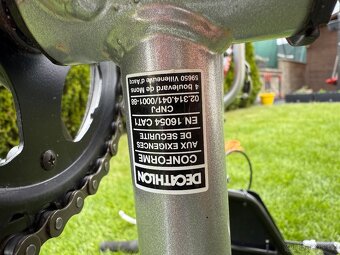 DECATHLON
CONFORME
AUX EXIGENCES
DE SÉCURITÉ
EN 16054 CAT1
CNPJ
02.314.041/0001-88
4 boulevard de Mons
59650 Villeneuve d'Ascq